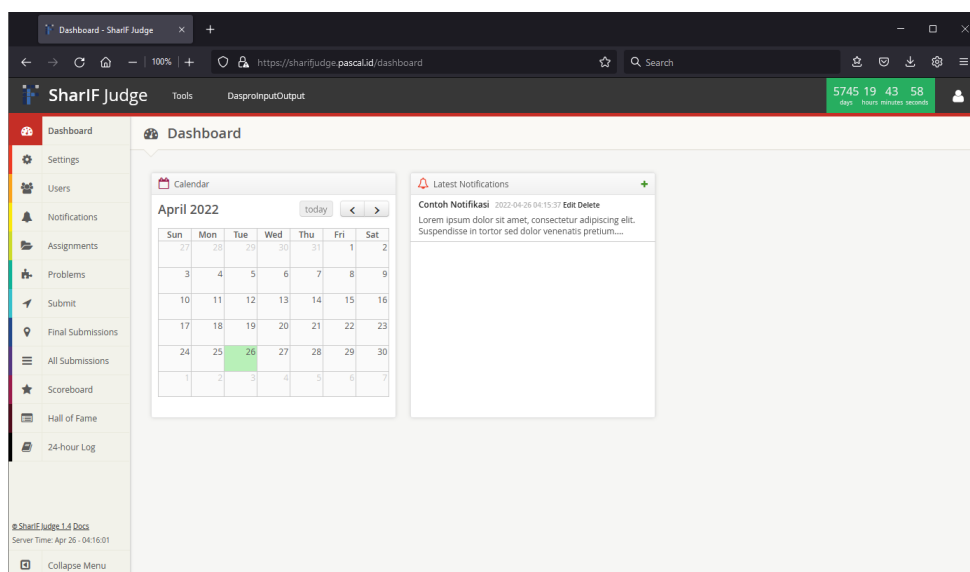 Dashboard - SharIF Judge
100%
https://sharifjudge.pascal.id/dashboard
Search
SharIF Judge Tools DasproInputOutput
5745 19 43 58
days hours minutes seconds
Dashboard
Settings
Users
Notifications
Assignments
Problems
Submit
Final Submissions
All Submissions
Scoreboard
Hall of Fame
24-hour Log
© SharIF Judge 1.4 Docs
Server Time: Apr 26 - 04:16:01
Collapse Menu
Dashboard
Calendar
April 2022 today
Sun Mon Tue Wed Thu Fri Sat
27 28 29 30 31 1 2
3 4 5 6 7 8 9
10 11 12 13 14 15 16
17 18 19 20 21 22 23
24 25 26 27 28 29 30
1 2 3 4 5 6 7
Latest Notifications
Contoh Notifikasi 2022-04-26 04:15:37 Edit Delete
Lorem ipsum dolor sit amet, consectetur adipiscing elit.
Suspendisse in tortor sed dolor venenatis pretium....